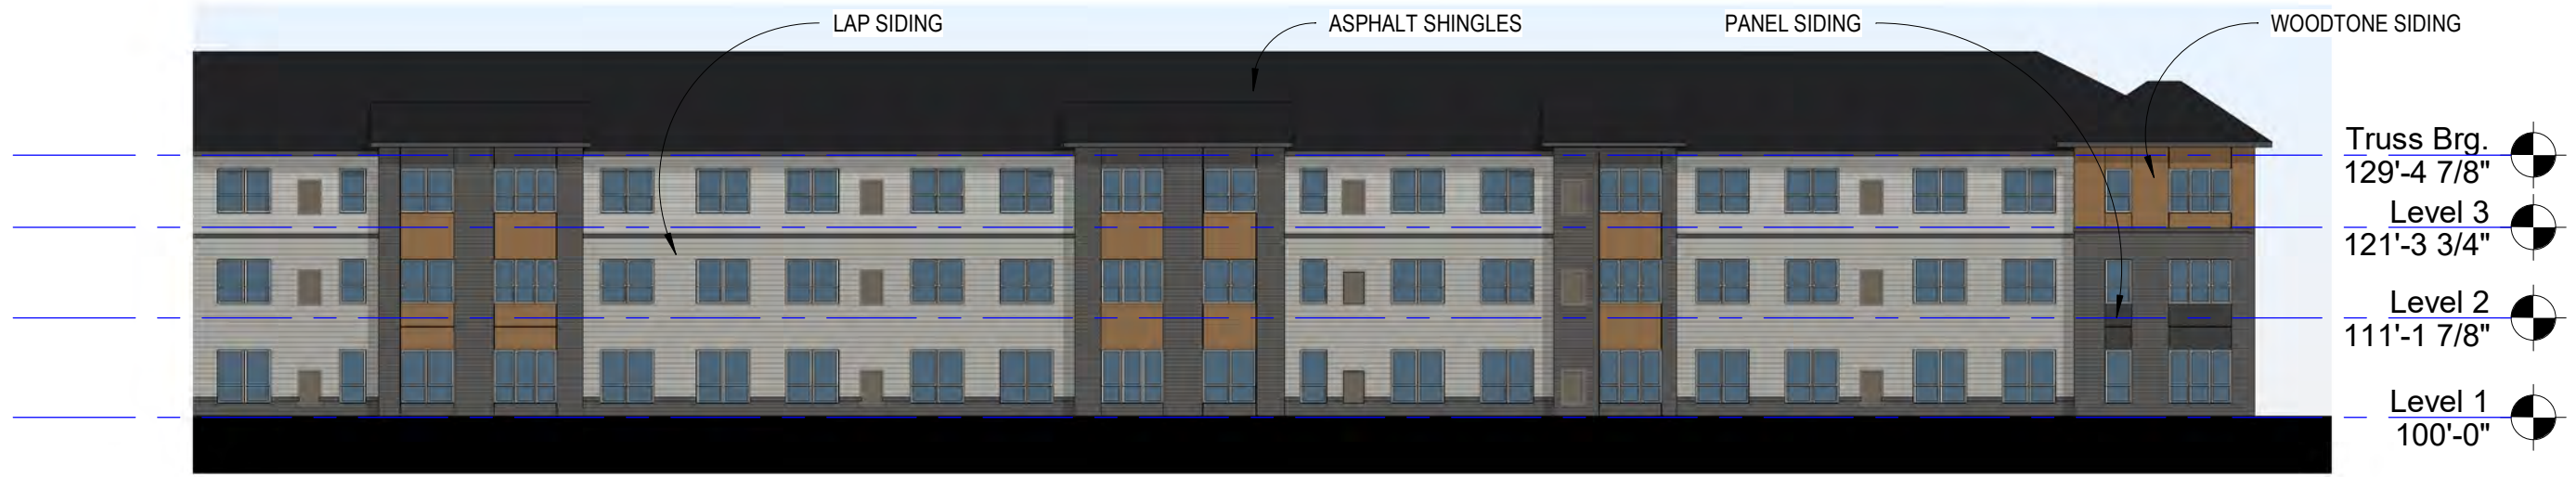 LAP SIDING
ASPHALT SHINGLES
PANEL SIDING
WOODTONE SIDING
Truss Brg.
129'-4 7/8"
Level 3
121'-3 3/4"
Level 2
111'-1 7/8"
Level 1
100'-0"